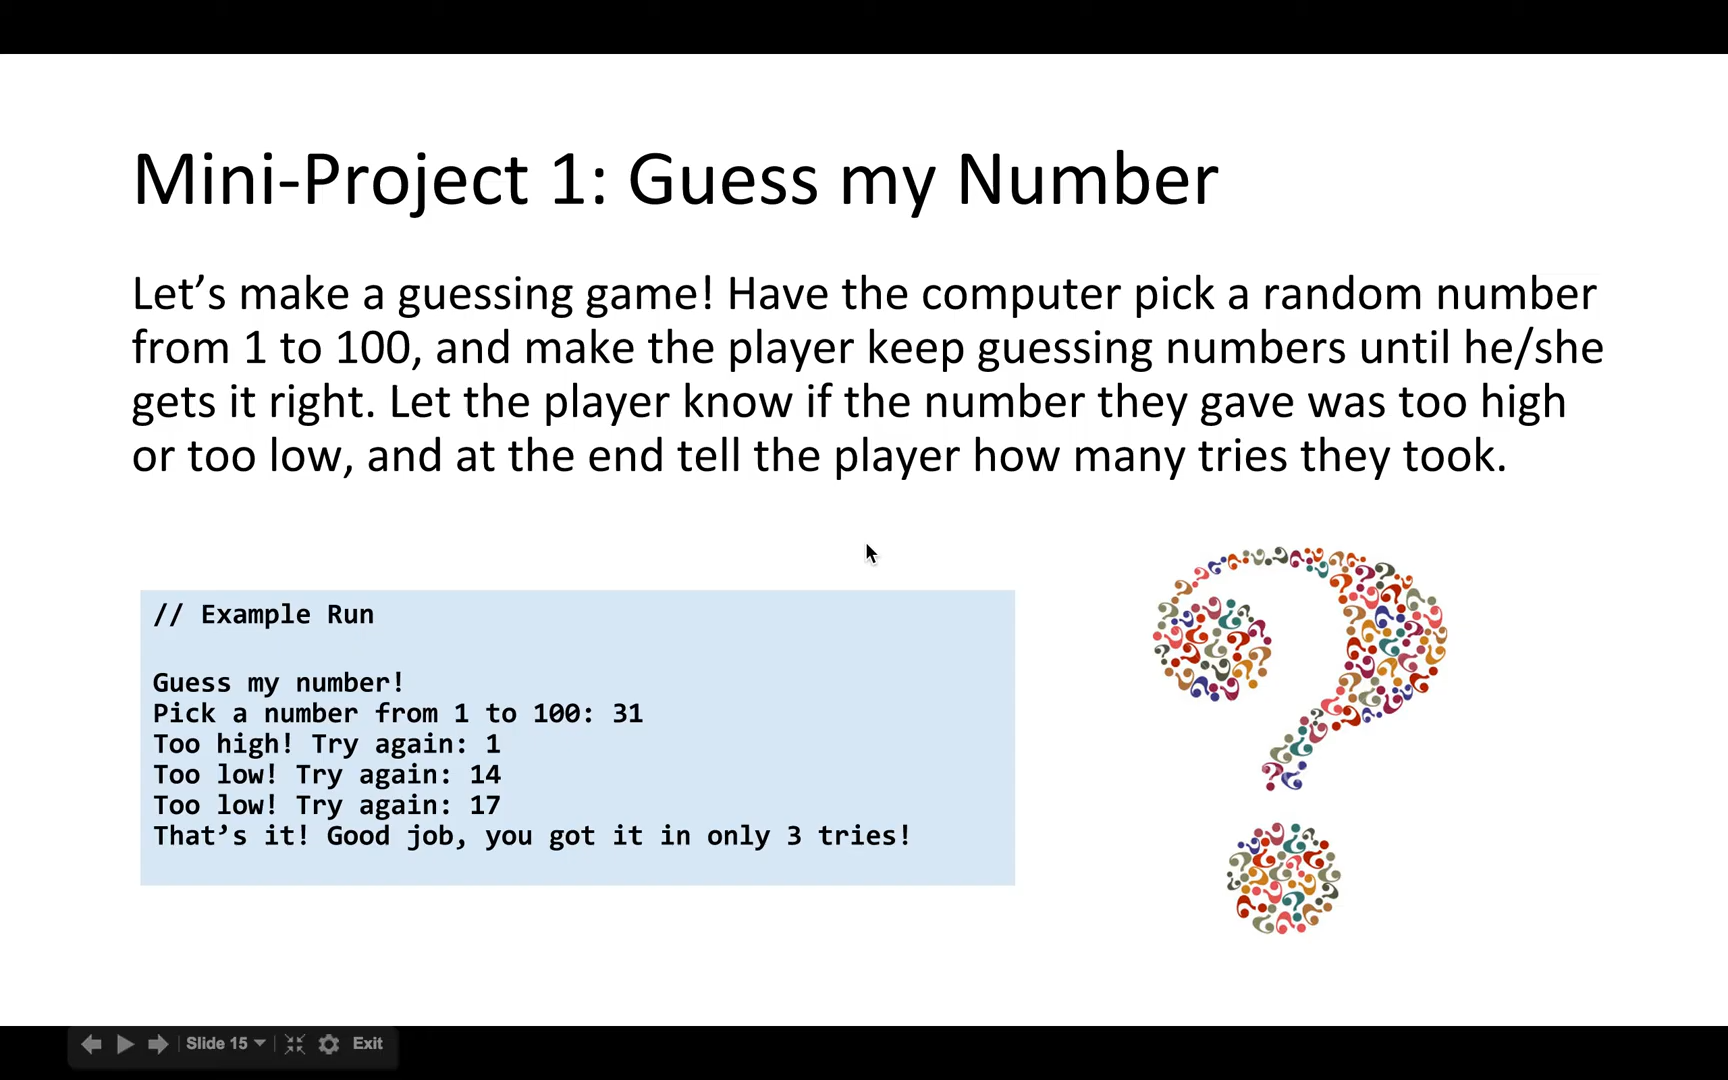 Mini-Project 1: Guess my Number
Let’s make a guessing game! Have the computer pick a random number
from 1 to 100, and make the player keep guessing numbers until he/she
gets it right. Let the player know if the number they gave was too high
or too low, and at the end tell the player how many tries they took.
// Example Run
Guess my number!
Pick a number from 1 to 100: 31
Too high! Try again: 1
Too low! Try again: 14
Too low! Try again: 17
That’s it! Good job, you got it in only 3 tries!
Slide 15
Exit